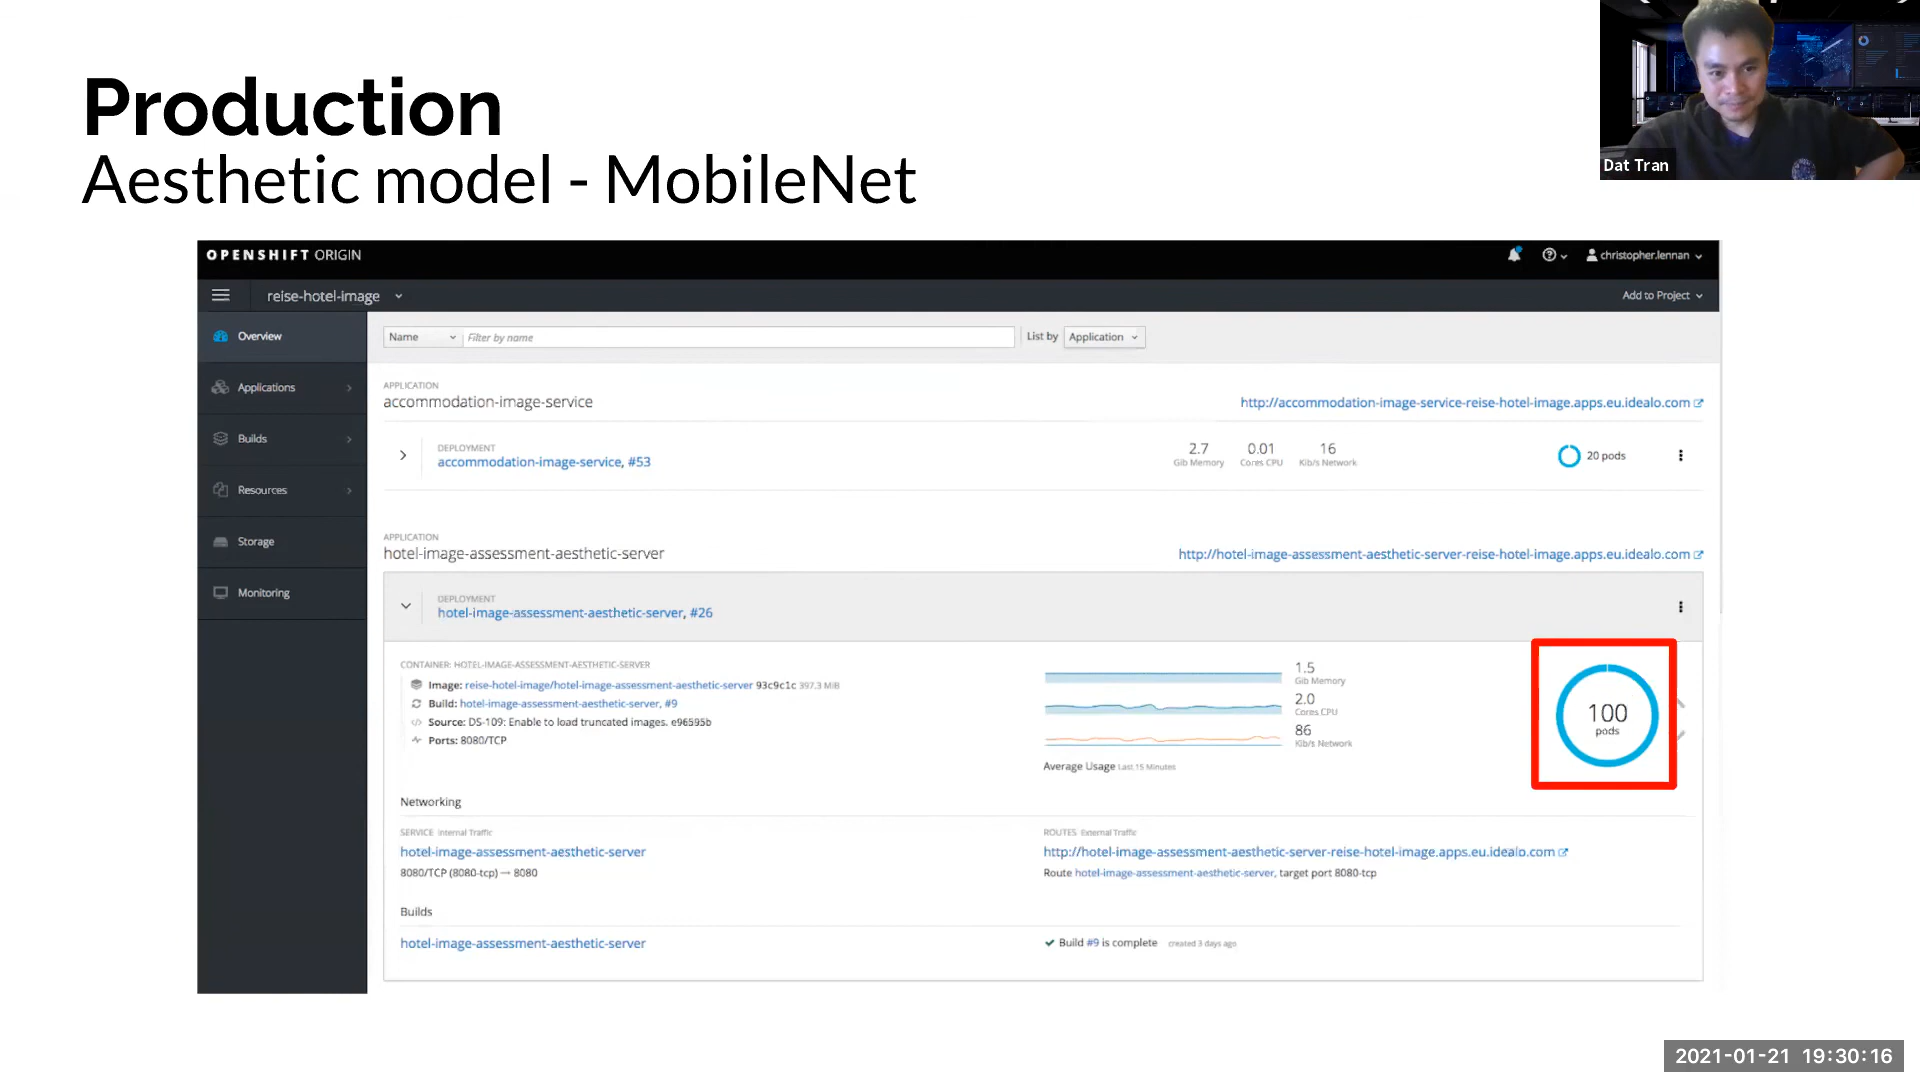 Production
Aesthetic model - MobileNet
Dat Tran
OPENSHIFT ORIGIN
christopher.lennan
reise-hotel-image
Add to Project
Overview
Applications
Builds
Resources
Storage
Monitoring
Name
Filter by name
List by
Application
APPLICATION
accommodation-image-service
http://accommodation-image-service-reise-hotel-image.apps.eu.idealo.com
DEPLOYMENT
accommodation-image-service, #53
2.7
Gib Memory
0.01
Cores CPU
16
Kib/s Network
20 pods
APPLICATION
hotel-image-assessment-aesthetic-server
http://hotel-image-assessment-aesthetic-server-reise-hotel-image.apps.eu.idealo.com
DEPLOYMENT
hotel-image-assessment-aesthetic-server, #26
CONTAINER: HOTEL-IMAGE-ASSESSMENT-AESTHETIC-SERVER
Image: reise-hotel-image/hotel-image-assessment-aesthetic-server 93c9c1c 397.3 MiB
Build: hotel-image-assessment-aesthetic-server, #9
Source: DS-109: Enable to load truncated images. e96595b
Ports: 8080/TCP
1.5
Gib Memory
2.0
Cores CPU
86
Kib/s Network
Average Usage Last 15 Minutes
100
pods
Networking
SERVICE Internal Traffic
hotel-image-assessment-aesthetic-server
8080/TCP (8080-tcp) → 8080
ROUTES External Traffic
http://hotel-image-assessment-aesthetic-server-reise-hotel-image.apps.eu.idealo.com
Route hotel-image-assessment-aesthetic-server, target port 8080-tcp
Builds
hotel-image-assessment-aesthetic-server
Build #9 is complete created 3 days ago
2021-01-21 19:30:16